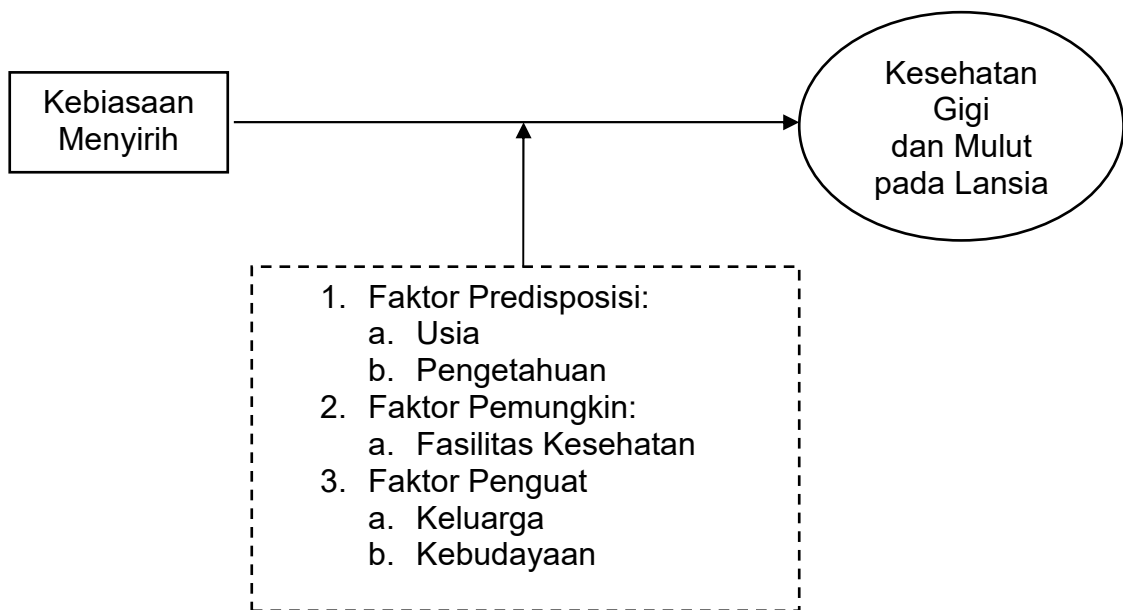 Kebiasaan
Menyirih
Kesehatan
Gigi
dan Mulut
pada Lansia
1. Faktor Predisposisi:
a. Usia
b. Pengetahuan
2. Faktor Pemungkin:
a. Fasilitas Kesehatan
3. Faktor Penguat
a. Keluarga
b. Kebudayaan